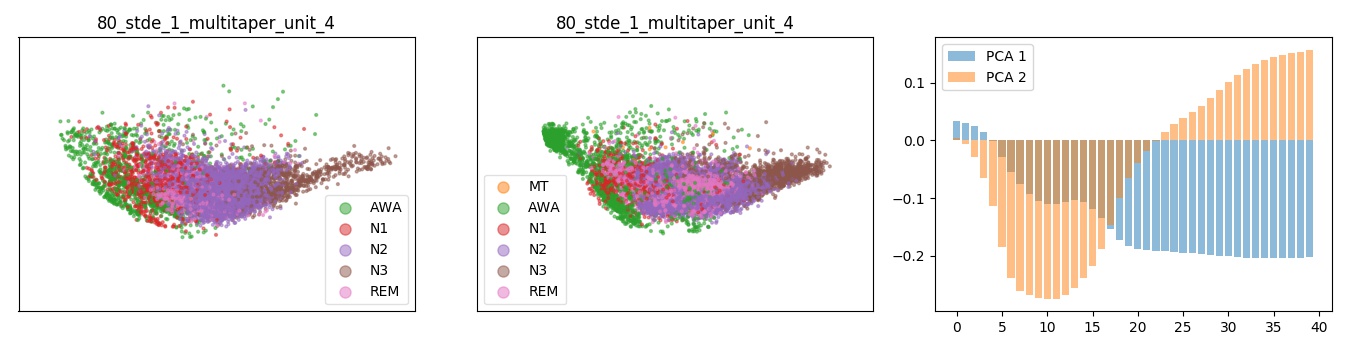 80_stde_1_multitaper_unit_4
AWA
N1
N2
N3
REM
80_stde_1_multitaper_unit_4
MT
AWA
N1
N2
N3
REM
PCA 1
PCA 2
0.1
0.0
−0.1
−0.2
0 5 10 15 20 25 30 35 40